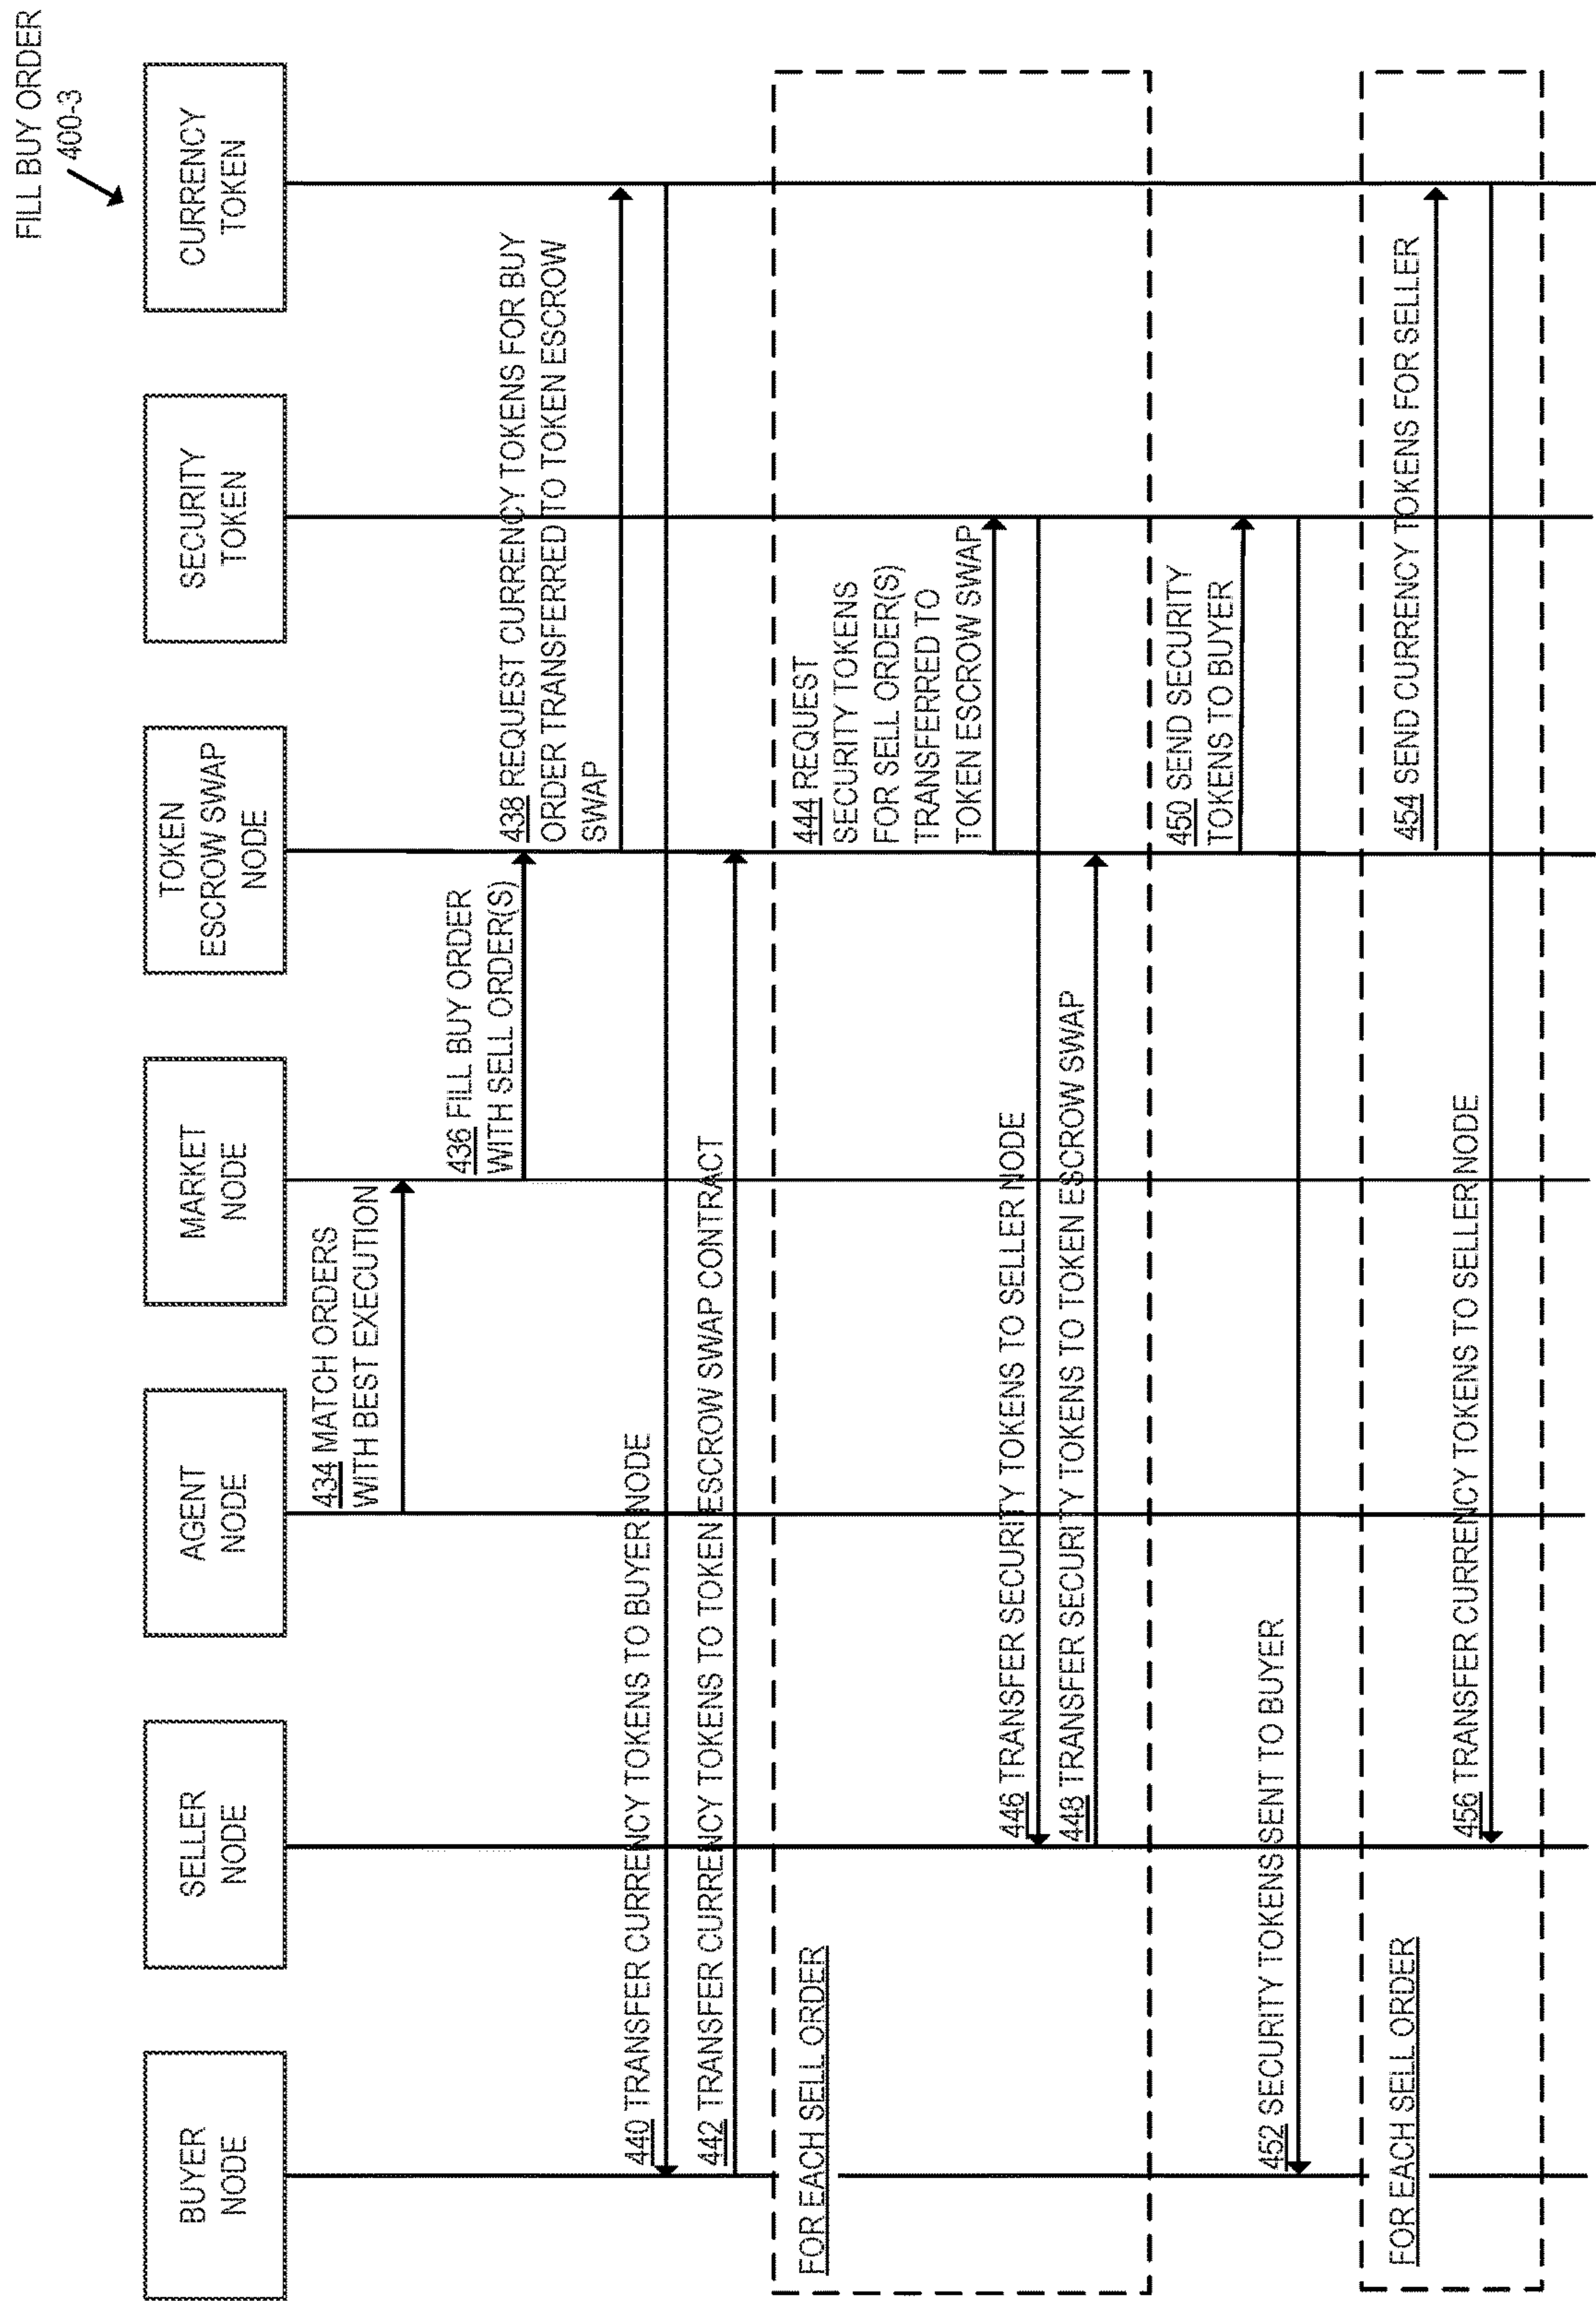 FILL BUY ORDER
400-3
BUYER
NODE
SELLER
NODE
AGENT
NODE
MARKET
NODE
TOKEN
ESCROW SWAP
NODE
SECURITY
TOKEN
CURRENCY
TOKEN
434 MATCH ORDERS
WITH BEST EXECUTION
436 FILL BUY ORDER
WITH SELL ORDER(S)
438 REQUEST CURRENCY TOKENS FOR BUY
ORDER TRANSFERRED TO TOKEN ESCROW
SWAP
440 TRANSFER CURRENCY TOKENS TO BUYER NODE
442 TRANSFER CURRENCY TOKENS TO TOKEN ESCROW SWAP CONTRACT
FOR EACH SELL ORDER
444 REQUEST
SECURITY TOKENS
FOR SELL ORDER(S)
TRANSFERRED TO
TOKEN ESCROW SWAP
446 TRANSFER SECURITY TOKENS TO SELLER NODE
448 TRANSFER SECURITY TOKENS TO TOKEN ESCROW SWAP
450 SEND SECURITY
TOKENS TO BUYER
452 SECURITY TOKENS SENT TO BUYER
FOR EACH SELL ORDER
454 SEND CURRENCY TOKENS FOR SELLER
456 TRANSFER CURRENCY TOKENS TO SELLER NODE